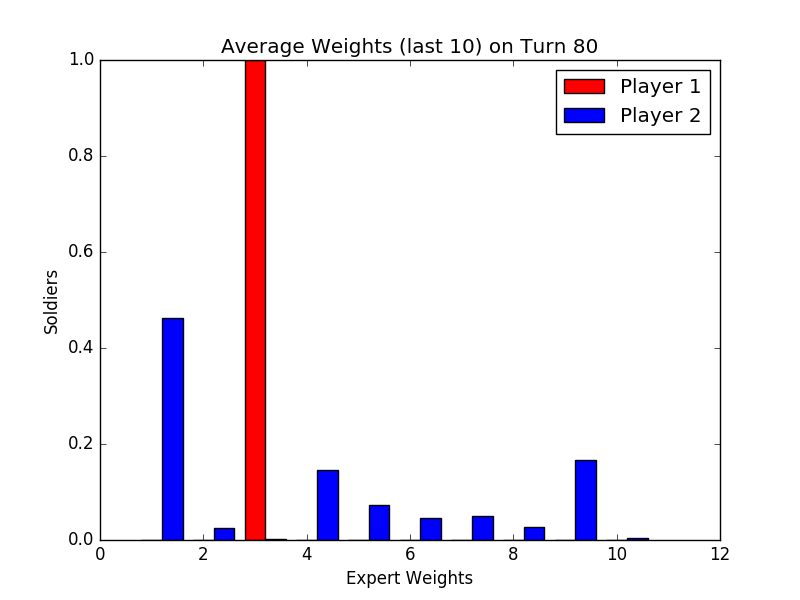 Average Weights (last 10) on Turn 80
1.0
0.8
0.6
0.4
0.2
0.0
Soldiers
Player 1
Player 2
0 2 4 6 8 10 12
Expert Weights